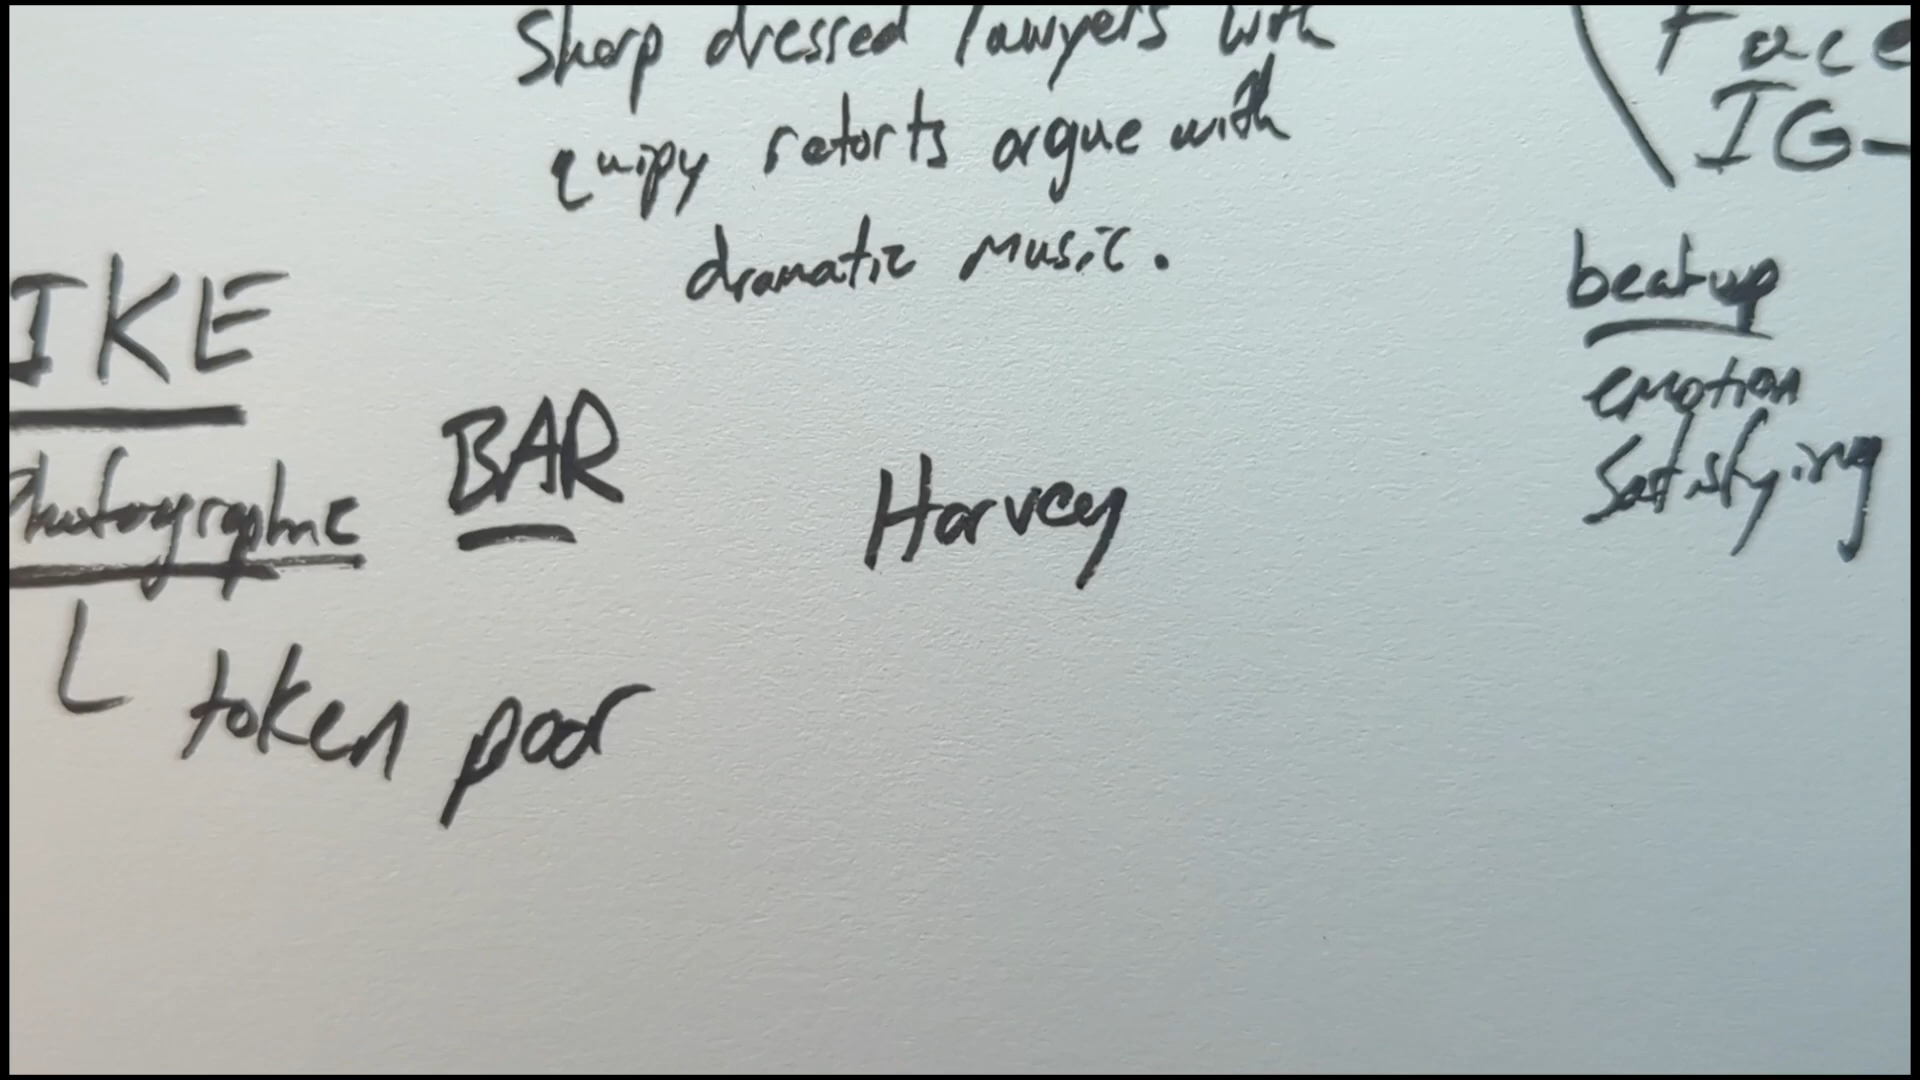 Sharp dressed lawyers with
quipy retorts argue with
dramatic music.
Face
IG-
beatup
emotion
Satisfying
IKE
Photographic
BAR
Harvey
token poor